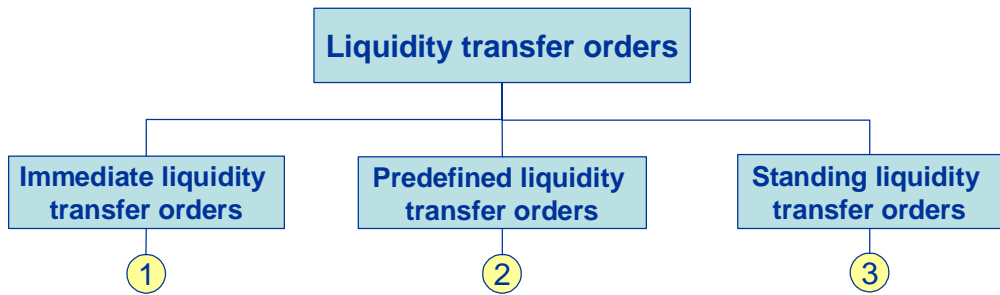 Liquidity transfer orders
Immediate liquidity
transfer orders
Predefined liquidity
transfer orders
Standing liquidity
transfer orders
1
2
3